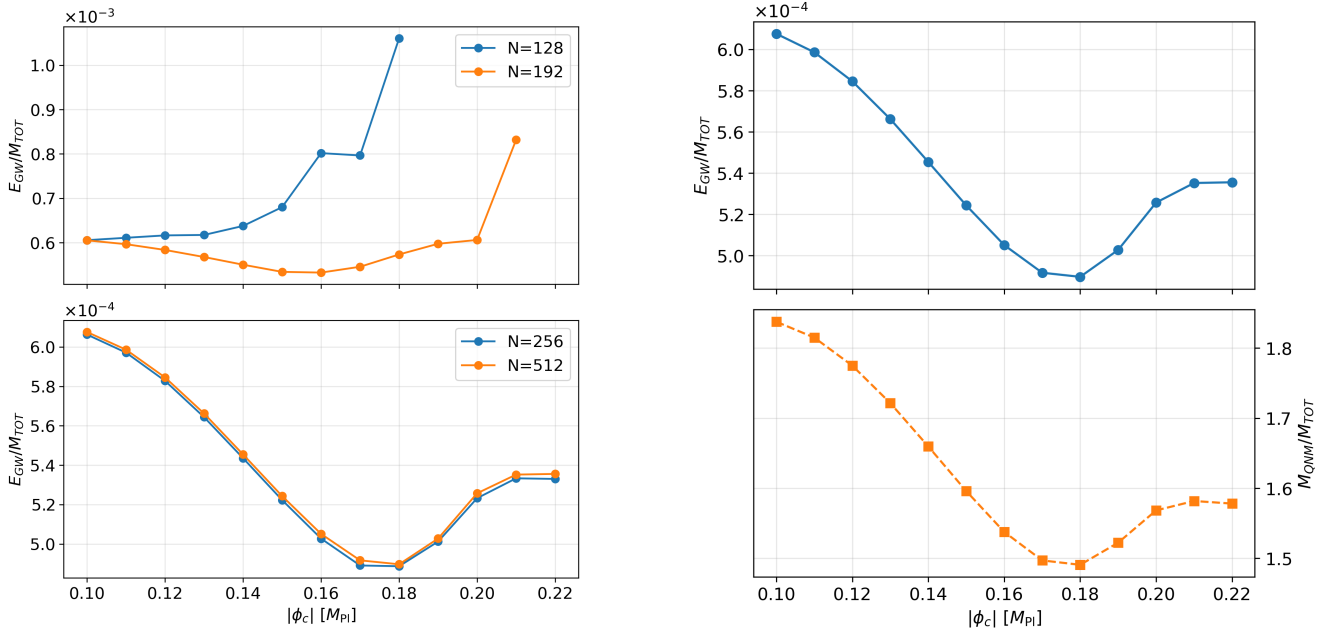 ×10⁻³
1.0
0.9
0.8
0.7
0.6
E_GW/M_TOT
N=128
N=192
×10⁻⁴
6.0
5.8
5.6
5.4
5.2
5.0
E_GW/M_TOT
N=256
N=512
0.10 0.12 0.14 0.16 0.18 0.20 0.22
|ϕ_c| [M_Pl]
×10⁻⁴
6.0
5.8
5.6
5.4
5.2
5.0
E_GW/M_TOT
1.8
1.7
1.6
1.5
M_QNM/M_TOT
0.10 0.12 0.14 0.16 0.18 0.20 0.22
|ϕ_c| [M_Pl]